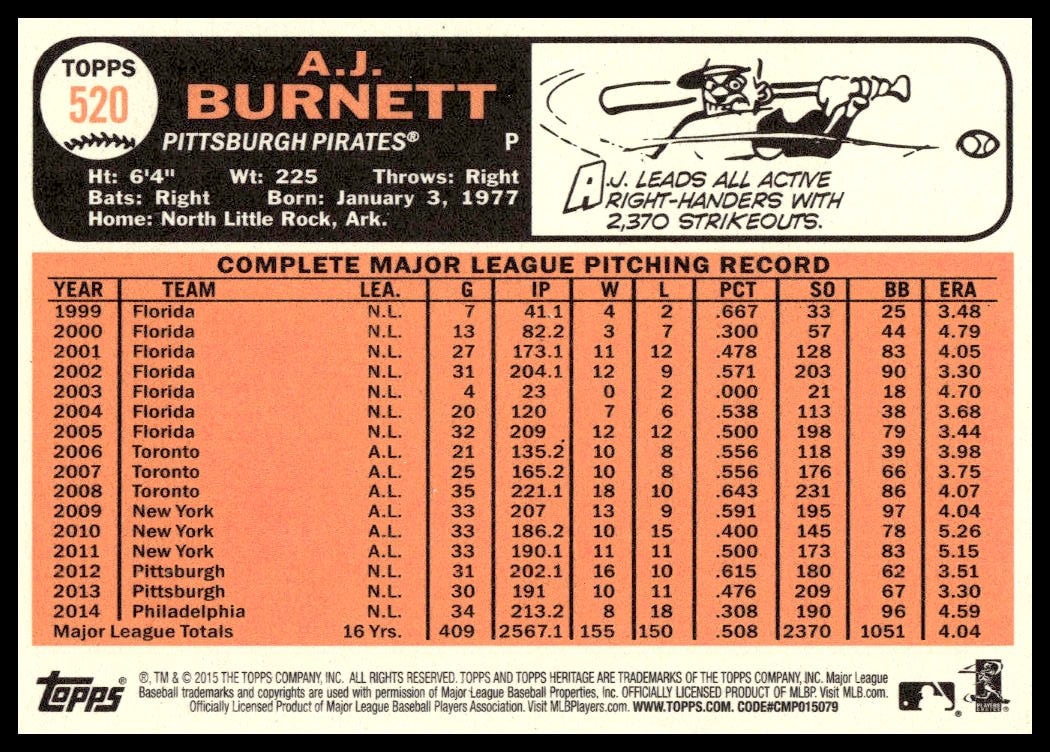 TOPPS
520
A.J.
BURNETT
PITTSBURGH PIRATES® P
Ht: 6'4" Wt: 225 Throws: Right
Bats: Right Born: January 3, 1977
Home: North Little Rock, Ark.
A.J. LEADS ALL ACTIVE
RIGHT-HANDERS WITH
2,370 STRIKEOUTS.
COMPLETE MAJOR LEAGUE PITCHING RECORD
YEAR TEAM LEA. G IP W L PCT SO BB ERA
1999 Florida N.L. 7 41.1 4 2 .667 33 25 3.48
2000 Florida N.L. 13 82.2 3 7 .300 57 44 4.79
2001 Florida N.L. 27 173.1 11 12 .478 128 83 4.05
2002 Florida N.L. 31 204.1 12 9 .571 203 90 3.30
2003 Florida N.L. 4 23 0 2 .000 21 18 4.70
2004 Florida N.L. 20 120 7 6 .538 113 38 3.68
2005 Florida N.L. 32 209 12 12 .500 198 79 3.44
2006 Toronto A.L. 21 135.2 10 8 .556 118 39 3.98
2007 Toronto A.L. 25 165.2 10 8 .556 176 66 3.75
2008 Toronto A.L. 35 221.1 18 10 .643 231 86 4.07
2009 New York A.L. 33 207 13 9 .591 195 97 4.04
2010 New York A.L. 33 186.2 10 15 .400 145 78 5.26
2011 New York A.L. 33 190.1 11 11 .500 173 83 5.15
2012 Pittsburgh N.L. 31 202.1 16 10 .615 180 62 3.51
2013 Pittsburgh N.L. 30 191 10 11 .476 209 67 3.30
2014 Philadelphia N.L. 34 213.2 8 18 .308 190 96 4.59
Major League Totals 16 Yrs. 409 2567.1 155 150 .508 2370 1051 4.04
topps®
®, TM & © 2015 THE TOPPS COMPANY, INC. ALL RIGHTS RESERVED. TOPPS AND TOPPS HERITAGE ARE TRADEMARKS OF THE TOPPS COMPANY, INC. Major League
Baseball trademarks and copyrights are used with permission of Major League Baseball Properties, Inc. OFFICIALLY LICENSED PRODUCT OF MLBP. Visit MLB.com.
Officially Licensed Product of Major League Baseball Players Association. Visit MLBPlayers.com. WWW.TOPPS.COM. CODE#CMP015079
PLAYERS